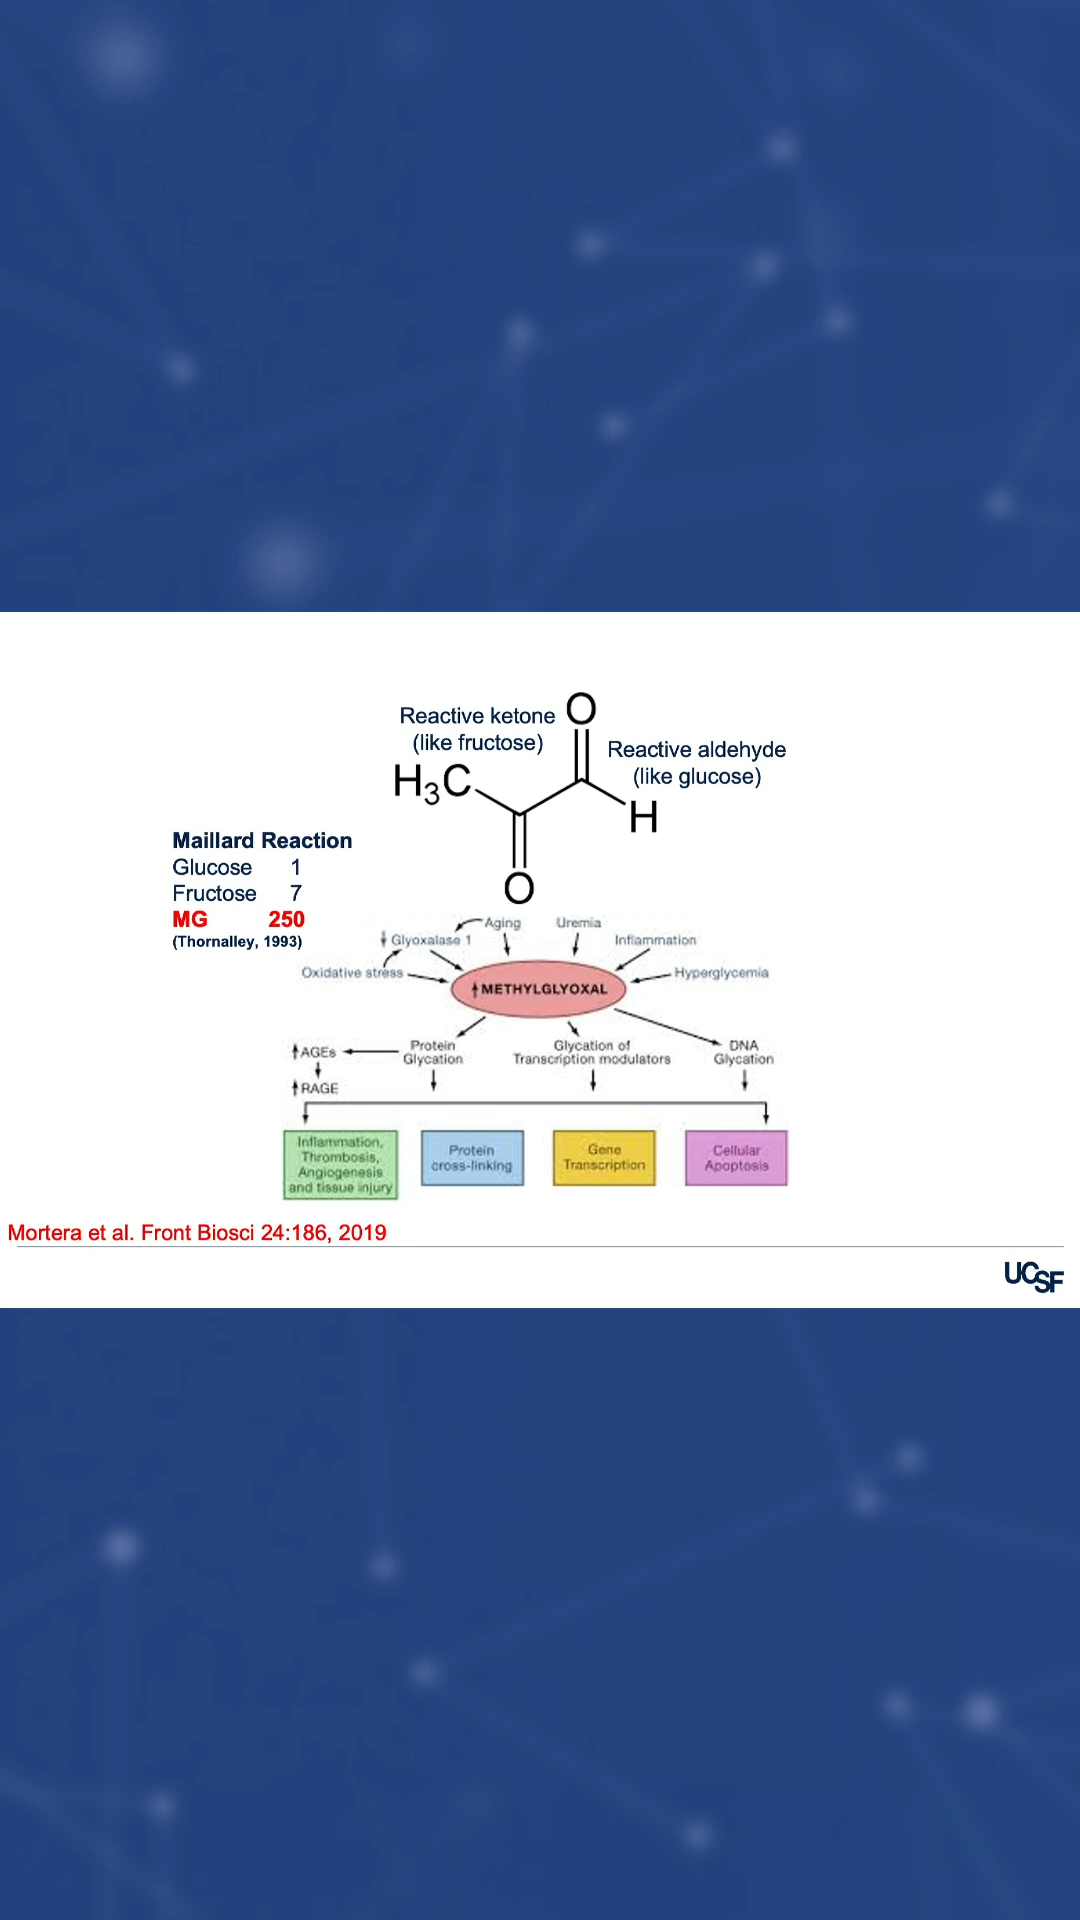 Reactive ketone
(like fructose)
O
Reactive aldehyde
(like glucose)
H3C
H
O
Maillard Reaction
Glucose 1
Fructose 7
MG 250
(Thornalley, 1993)
Aging
Uremia
Glyoxalase 1
Inflammation
Oxidative stress
Hyperglycemia
METHYLGLYOXAL
AGEs
RAGE
Protein
Glycation
Glycation of
Transcription modulators
DNA
Glycation
Inflammation,
Thrombosis,
Angiogenesis
and tissue injury
Protein
cross-linking
Gene
Transcription
Cellular
Apoptosis
Mortera et al. Front Biosci 24:186, 2019
UCSF